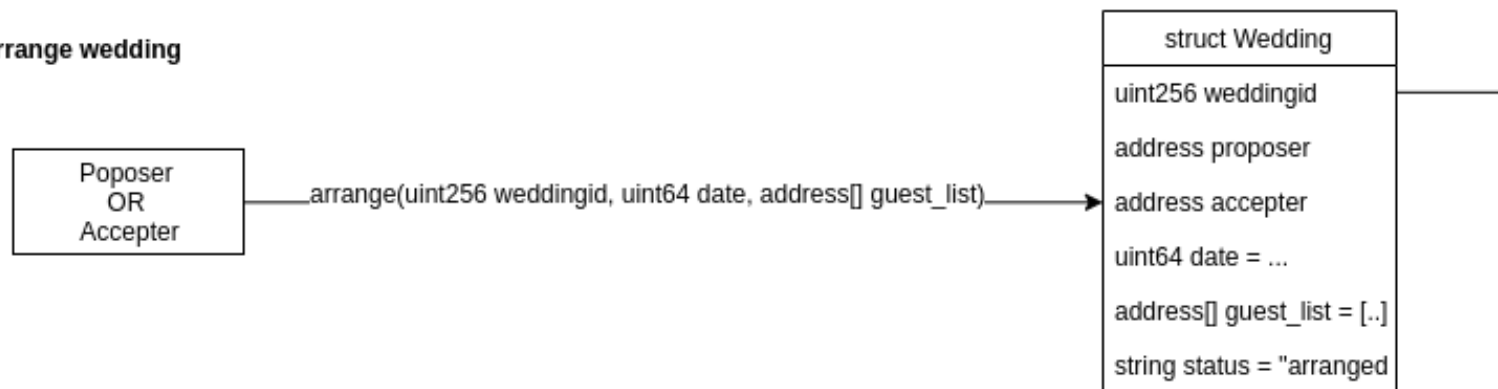 rrange wedding
Poposer
OR
Accepter
arrange(uint256 weddingid, uint64 date, address[] guest_list)
struct Wedding
uint256 weddingid
address proposer
address accepter
uint64 date = ...
address[] guest_list = [..]
string status = "arranged